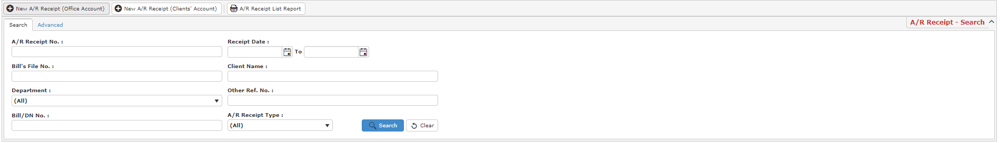 New A/R Receipt (Office Account) New A/R Receipt (Clients' Account) A/R Receipt List Report
Search Advanced A/R Receipt - Search
A/R Receipt No. : Receipt Date :
To
Bill's File No. : Client Name :
Department : Other Ref. No. :
(All)
Bill/DN No. : A/R Receipt Type :
(All) Search Clear